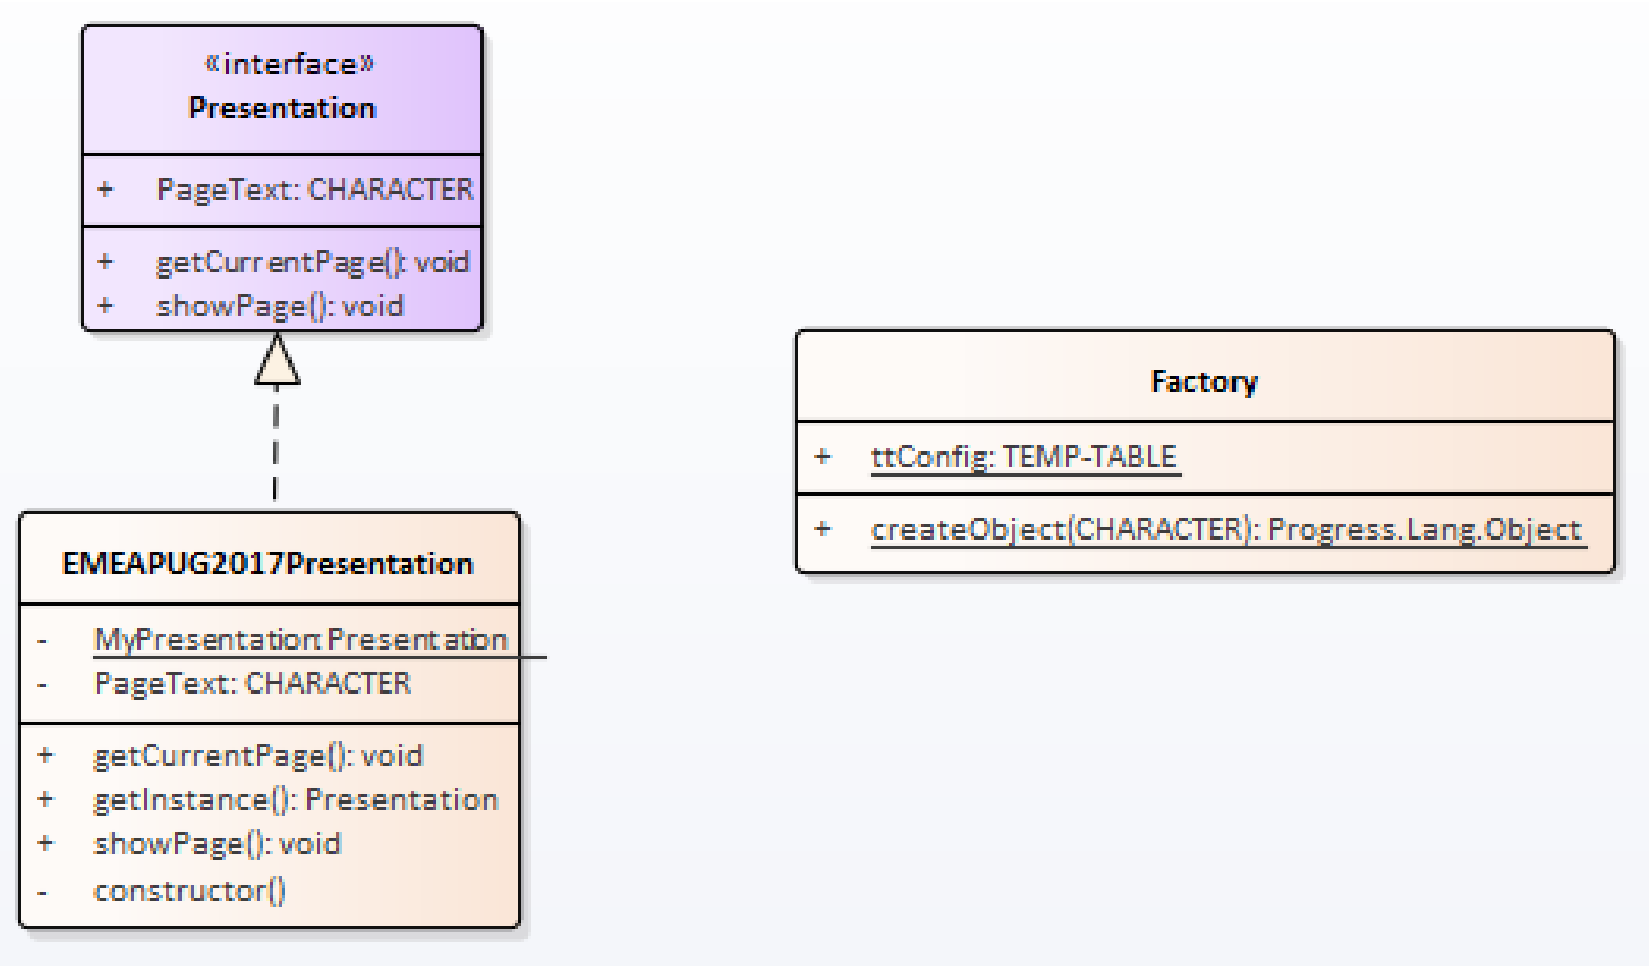 «interface»
Presentation
+ PageText: CHARACTER
+ getCurrentPage(): void
+ showPage(): void
Factory
+ ttConfig: TEMP-TABLE
+ createObject(CHARACTER): Progress.Lang.Object
EMEAPUG2017Presentation
- MyPresentation: Presentation
- PageText: CHARACTER
+ getCurrentPage(): void
+ getInstance(): Presentation
+ showPage(): void
- constructor()